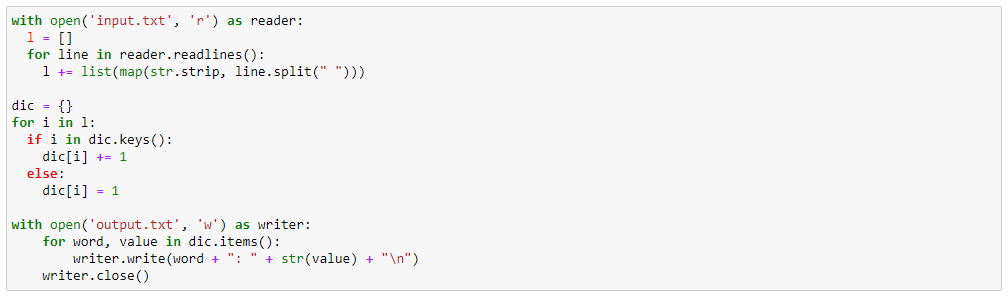 with open('input.txt', 'r') as reader:
  l = []
  for line in reader.readlines():
    l += list(map(str.strip, line.split(" ")))

dic = {}
for i in l:
  if i in dic.keys():
    dic[i] += 1
  else:
    dic[i] = 1

with open('output.txt', 'w') as writer:
    for word, value in dic.items():
        writer.write(word + ": " + str(value) + "\n")
    writer.close()